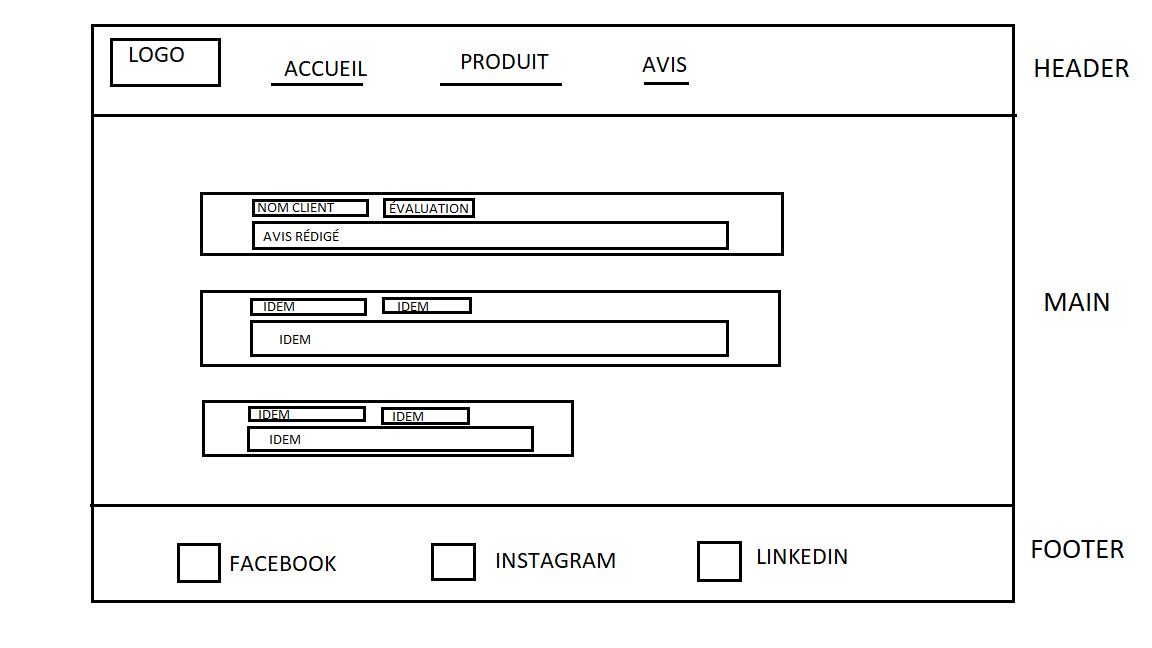 LOGO
ACCUEIL
PRODUIT
AVIS
HEADER
NOM CLIENT
ÉVALUATION
AVIS RÉDIGÉ
IDEM
IDEM
IDEM
MAIN
IDEM
IDEM
IDEM
FACEBOOK
INSTAGRAM
LINKEDIN
FOOTER